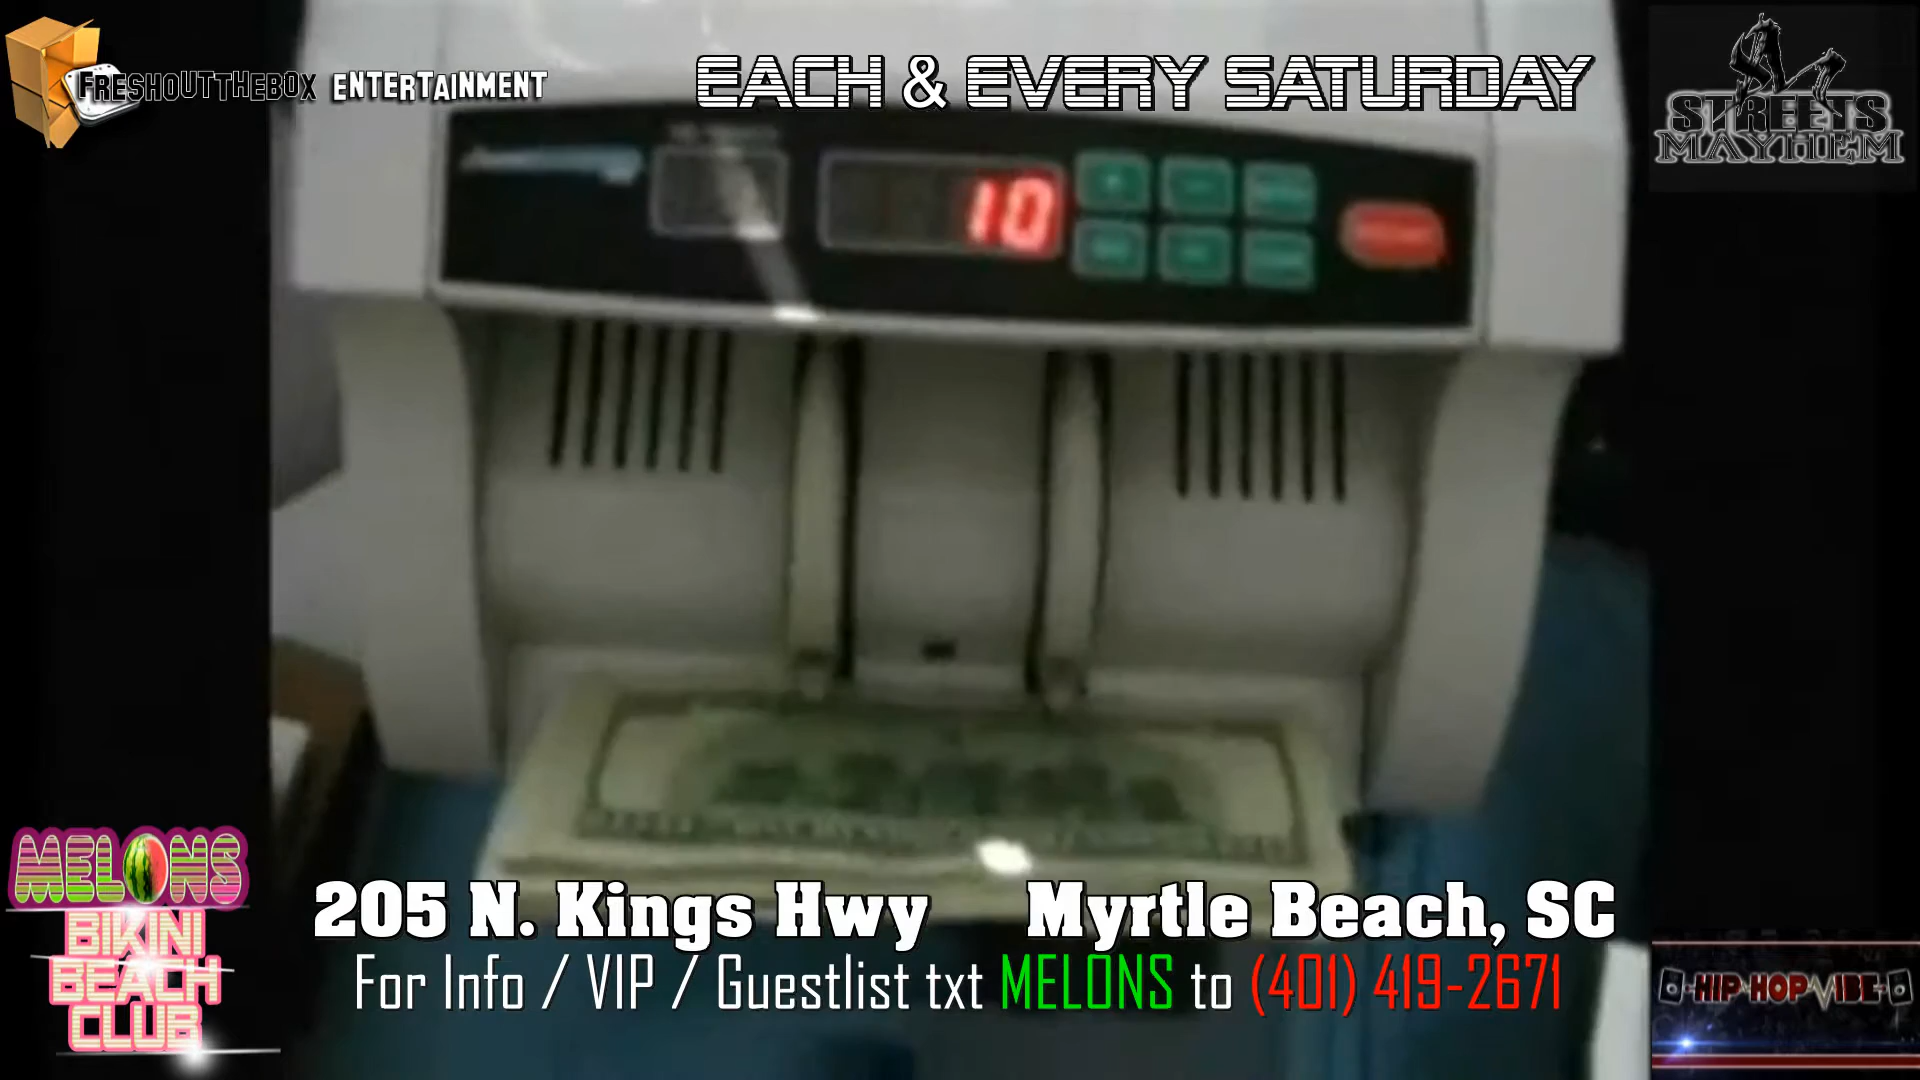 FRESHOUTTHEBOX ENTERTAINMENT
EACH & EVERY SATURDAY
STREETS
MAYHEM
10
MELONS
BIKINI
BEACH
CLUB
205 N. Kings Hwy Myrtle Beach, SC
For Info / VIP / Guestlist txt MELONS to (401) 419-2671
HIP-HOP VIBE